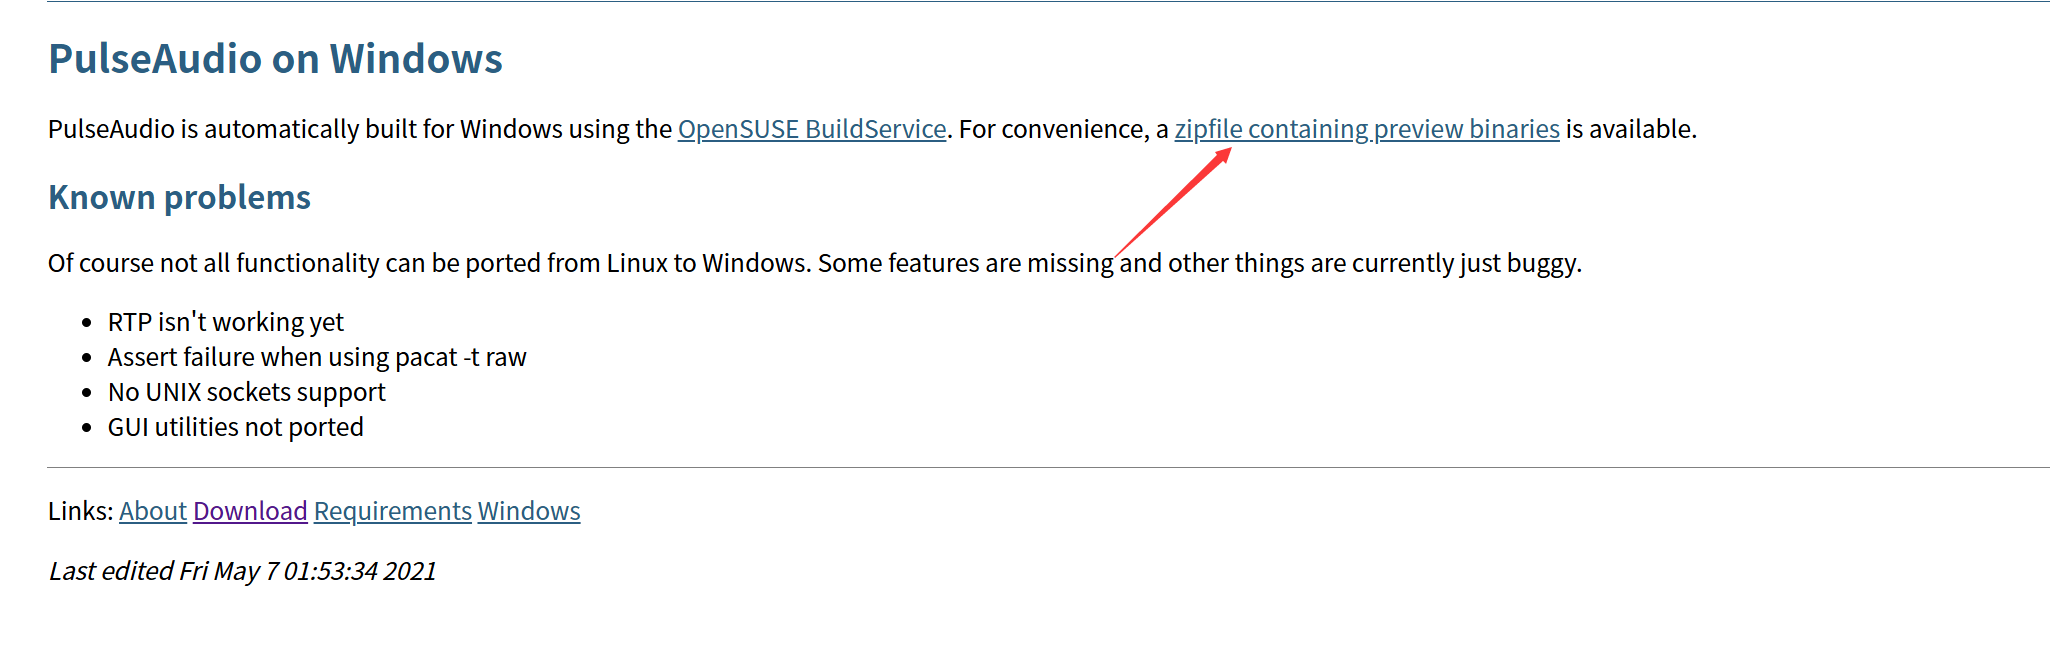 PulseAudio on Windows
PulseAudio is automatically built for Windows using the OpenSUSE BuildService. For convenience, a zipfile containing preview binaries is available.
Known problems
Of course not all functionality can be ported from Linux to Windows. Some features are missing and other things are currently just buggy.
RTP isn't working yet
Assert failure when using pacat -t raw
No UNIX sockets support
GUI utilities not ported
Links: About Download Requirements Windows
Last edited Fri May 7 01:53:34 2021